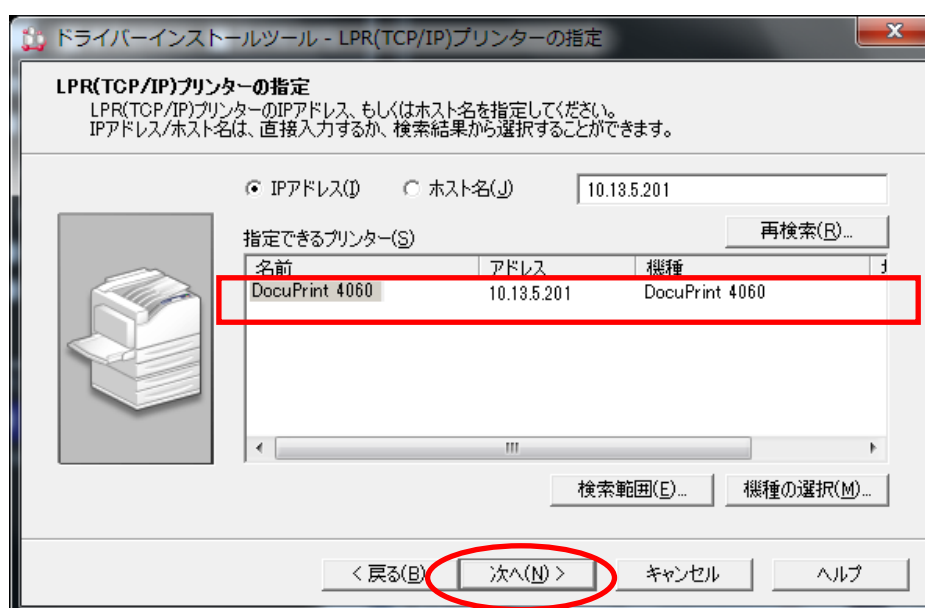 ドライバーインストールツール - LPR(TCP/IP)プリンターの指定
LPR(TCP/IP)プリンターの指定
LPR(TCP/IP)プリンターのIPアドレス、もしくはホスト名を指定してください。
IPアドレス/ホスト名は、直接入力するか、検索結果から選択することができます。
IPアドレス(I) ホスト名(J) 10.13.5.201
再検索(R)...
指定できるプリンター(S)
名前 アドレス 機種
DocuPrint 4060 10.13.5.201 DocuPrint 4060
検索範囲(E)... 機種の選択(M)...
< 戻る(B) 次へ(N) > キャンセル ヘルプ